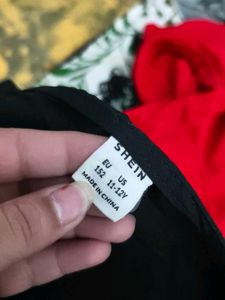 SHEIN
EU US
152 11-12Y
MADE IN CHINA